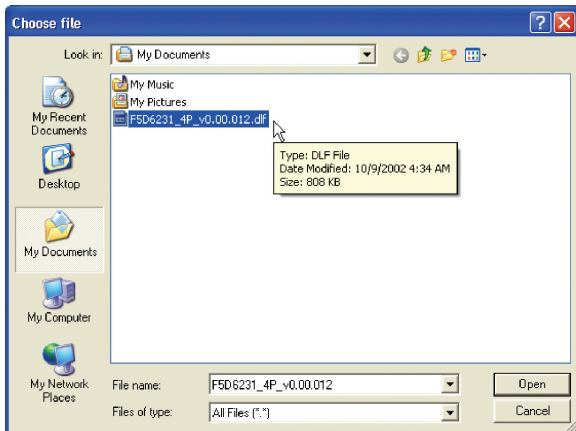 Choose file
Look in: My Documents
My Recent
Documents
Desktop
My Documents
My Computer
My Network
Places
My Music
My Pictures
F5D6231_4P_v0.00.012.dlf
Type: DLF File
Date Modified: 10/9/2002 4:34 AM
Size: 808 KB
File name: F5D6231_4P_v0.00.012 Open
Files of type: All Files (*.*) Cancel